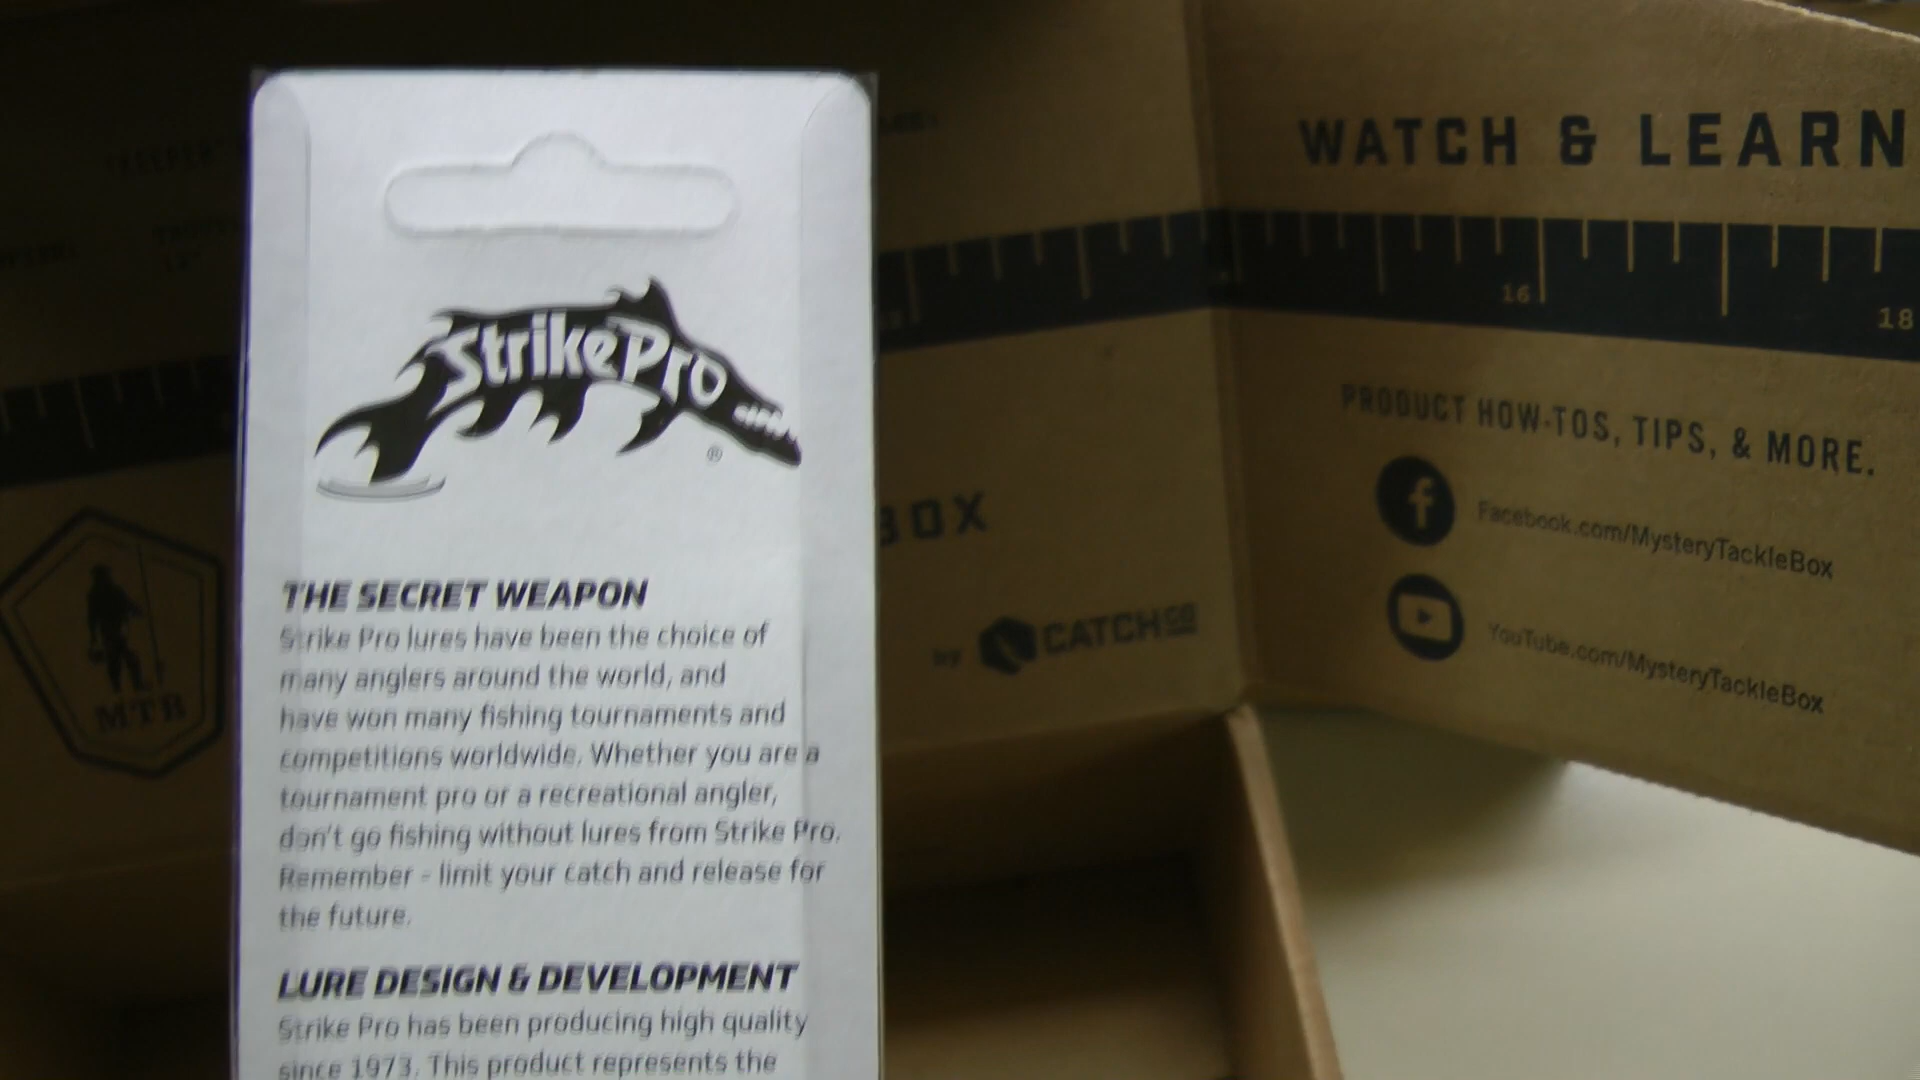 StrikePro
®
THE SECRET WEAPON
Strike Pro lures have been the choice of
many anglers around the world, and
have won many fishing tournaments and
competitions worldwide. Whether you are a
tournament pro or a recreational angler,
don't go fishing without lures from Strike Pro.
Remember - limit your catch and release for
the future.
LURE DESIGN & DEVELOPMENT
Strike Pro has been producing high quality
since 1973. This product represents the
MTB
BOX
by CATCHCO
WATCH & LEARN
16
18
PRODUCT HOW-TOS, TIPS, & MORE.
Facebook.com/MysteryTackleBox
YouTube.com/MysteryTackleBox